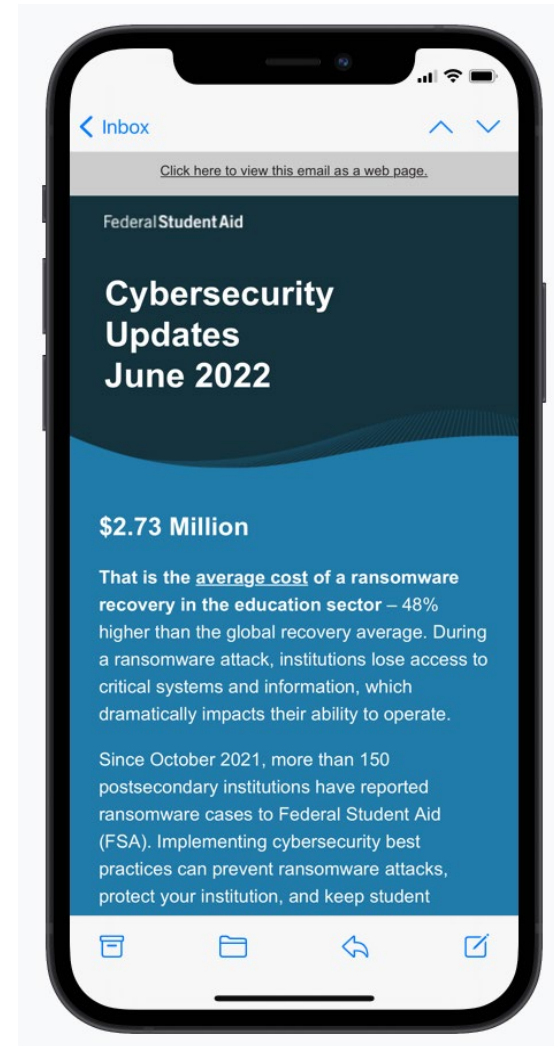 Inbox
Click here to view this email as a web page.
Federal Student Aid
Cybersecurity
Updates
June 2022
$2.73 Million
That is the average cost of a ransomware
recovery in the education sector – 48%
higher than the global recovery average. During
a ransomware attack, institutions lose access to
critical systems and information, which
dramatically impacts their ability to operate.
Since October 2021, more than 150
postsecondary institutions have reported
ransomware cases to Federal Student Aid
(FSA). Implementing cybersecurity best
practices can prevent ransomware attacks,
protect your institution, and keep student